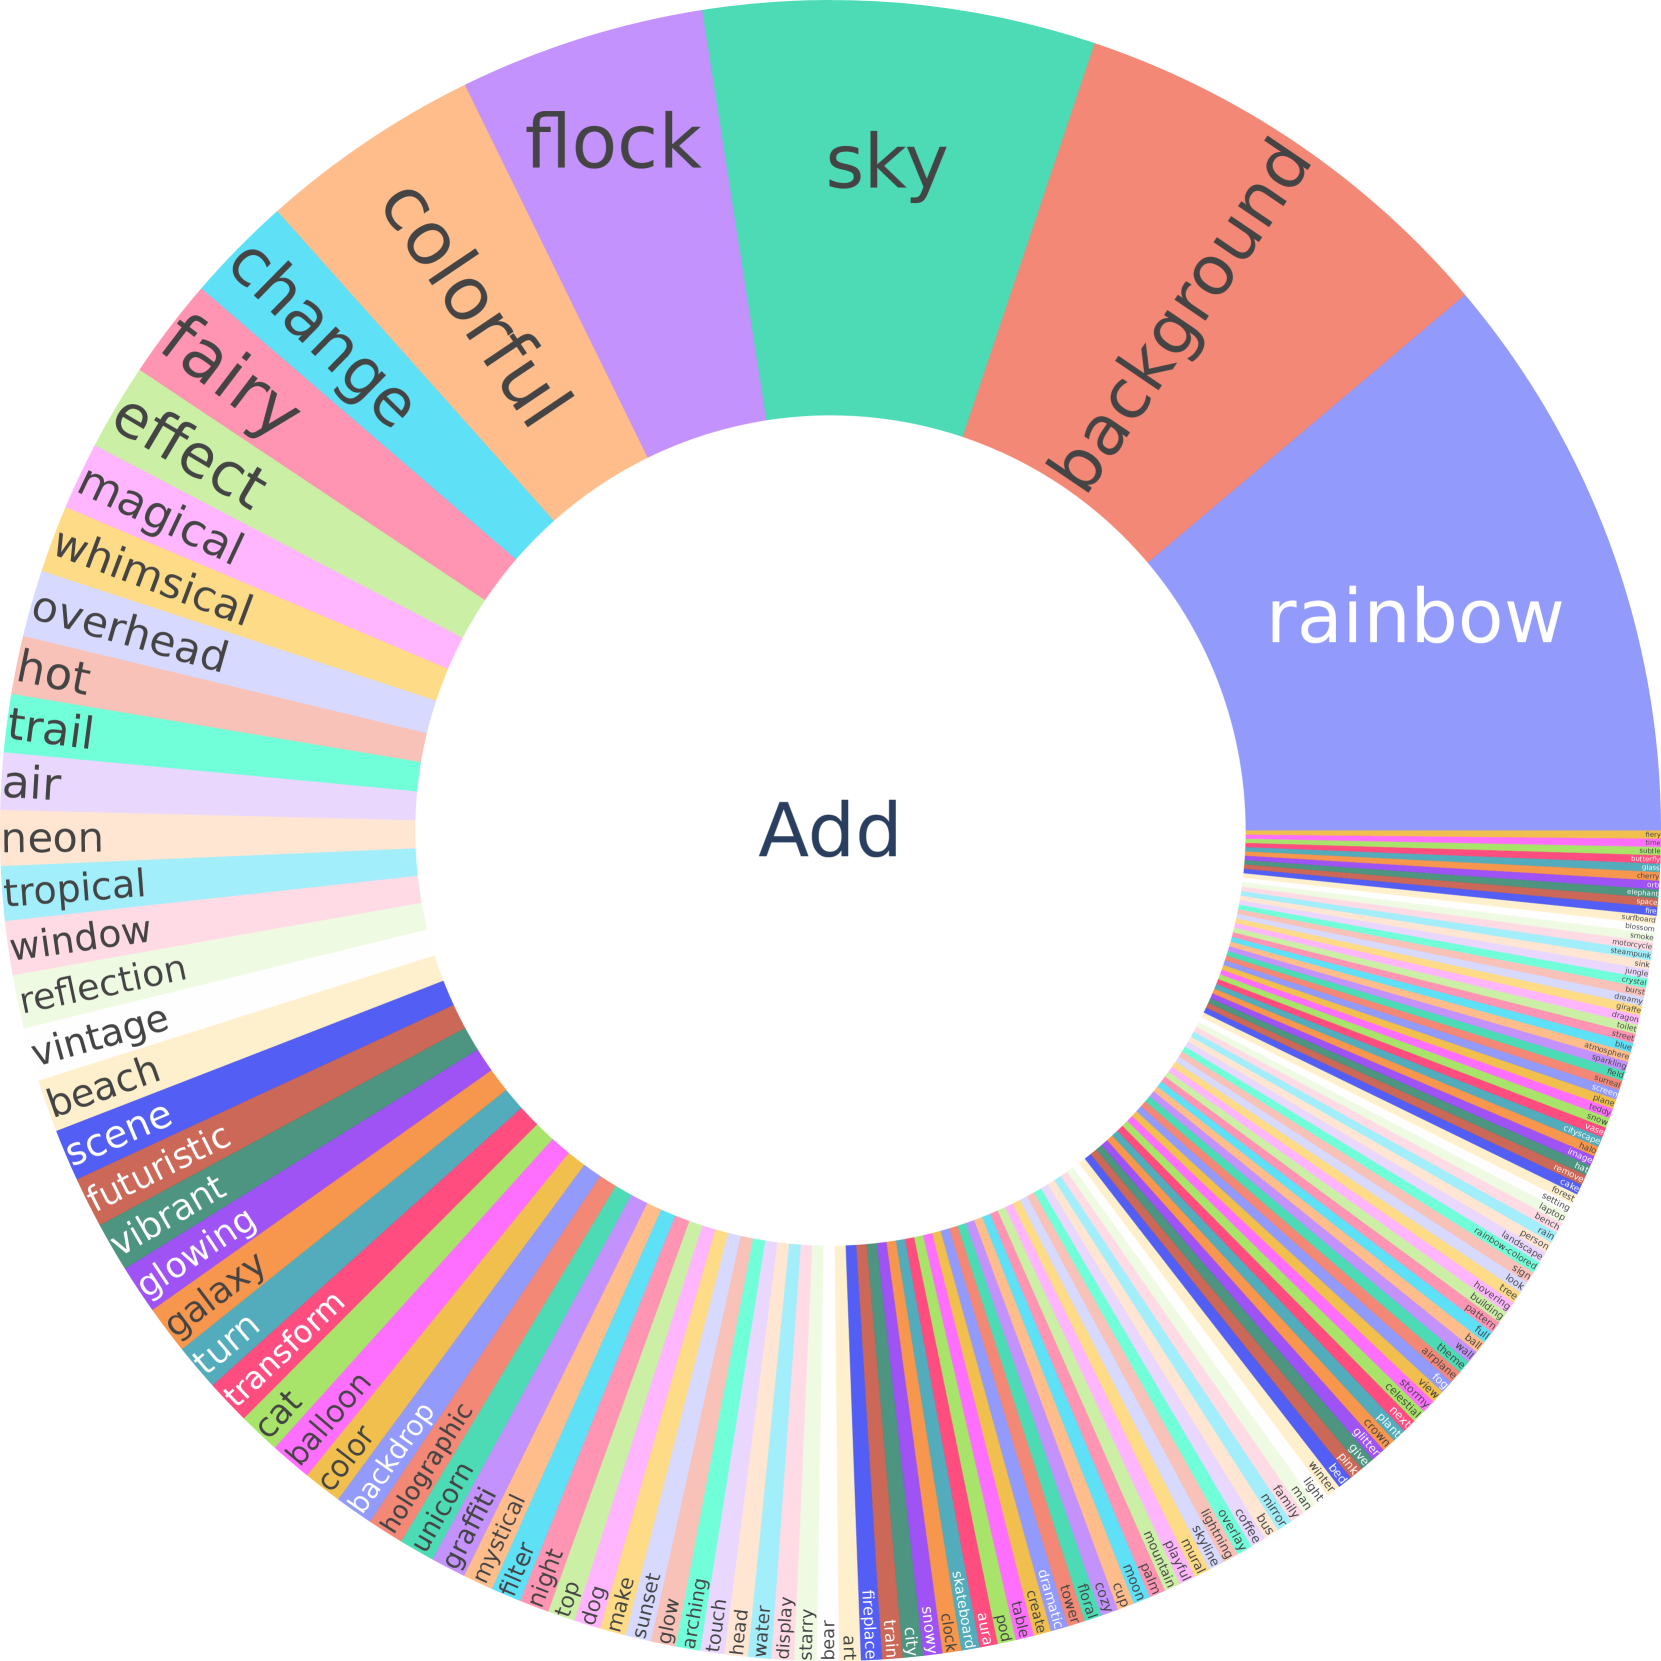 Add
rainbow
background
sky
flock
colorful
change
fairy
effect
magical
whimsical
overhead
hot
trail
air
neon
tropical
window
reflection
vintage
beach
scene
futuristic
vibrant
glowing
galaxy
turn
transform
cat
balloon
color
backdrop
holographic
unicorn
graffiti
mystical
filter
night
top
dog
make
sunset
glow
arching
touch
head
water
display
starry
bear
art
fireplace
train
city
snowy
clock
skateboard
aura
pod
table
create
dramatic
tower
floral
cozy
cup
moon
palm
mountain
playful
mural
skyline
lightning
overlay
coffee
bus
mirror
family
man
light
winter
bed
pink
give
glitter
crown
plant
next
celestial
stormy
view
fog
airplane
theme
wall
ball
full
pattern
building
hovering
tree
look
sign
rainbow-colored
landscape
person
rain
bench
laptop
setting
forest
cake
remove
hat
image
halo
cityscape
vase
snow
teddy
plane
screen
surreal
field
sparkling
atmosphere
blue
street
toilet
dragon
giraffe
dreamy
burst
crystal
jungle
sink
steampunk
motorcycle
smoke
blossom
surfboard
fire
space
elephant
orb
cherry
glass
butterfly
subtle
time
fiery